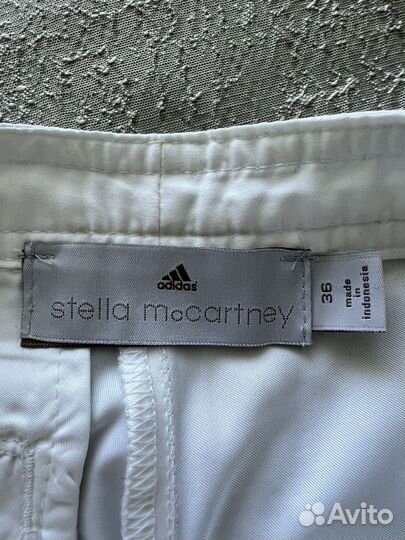 adidas
stella mccartney
36
made
in
indonesia
Avito